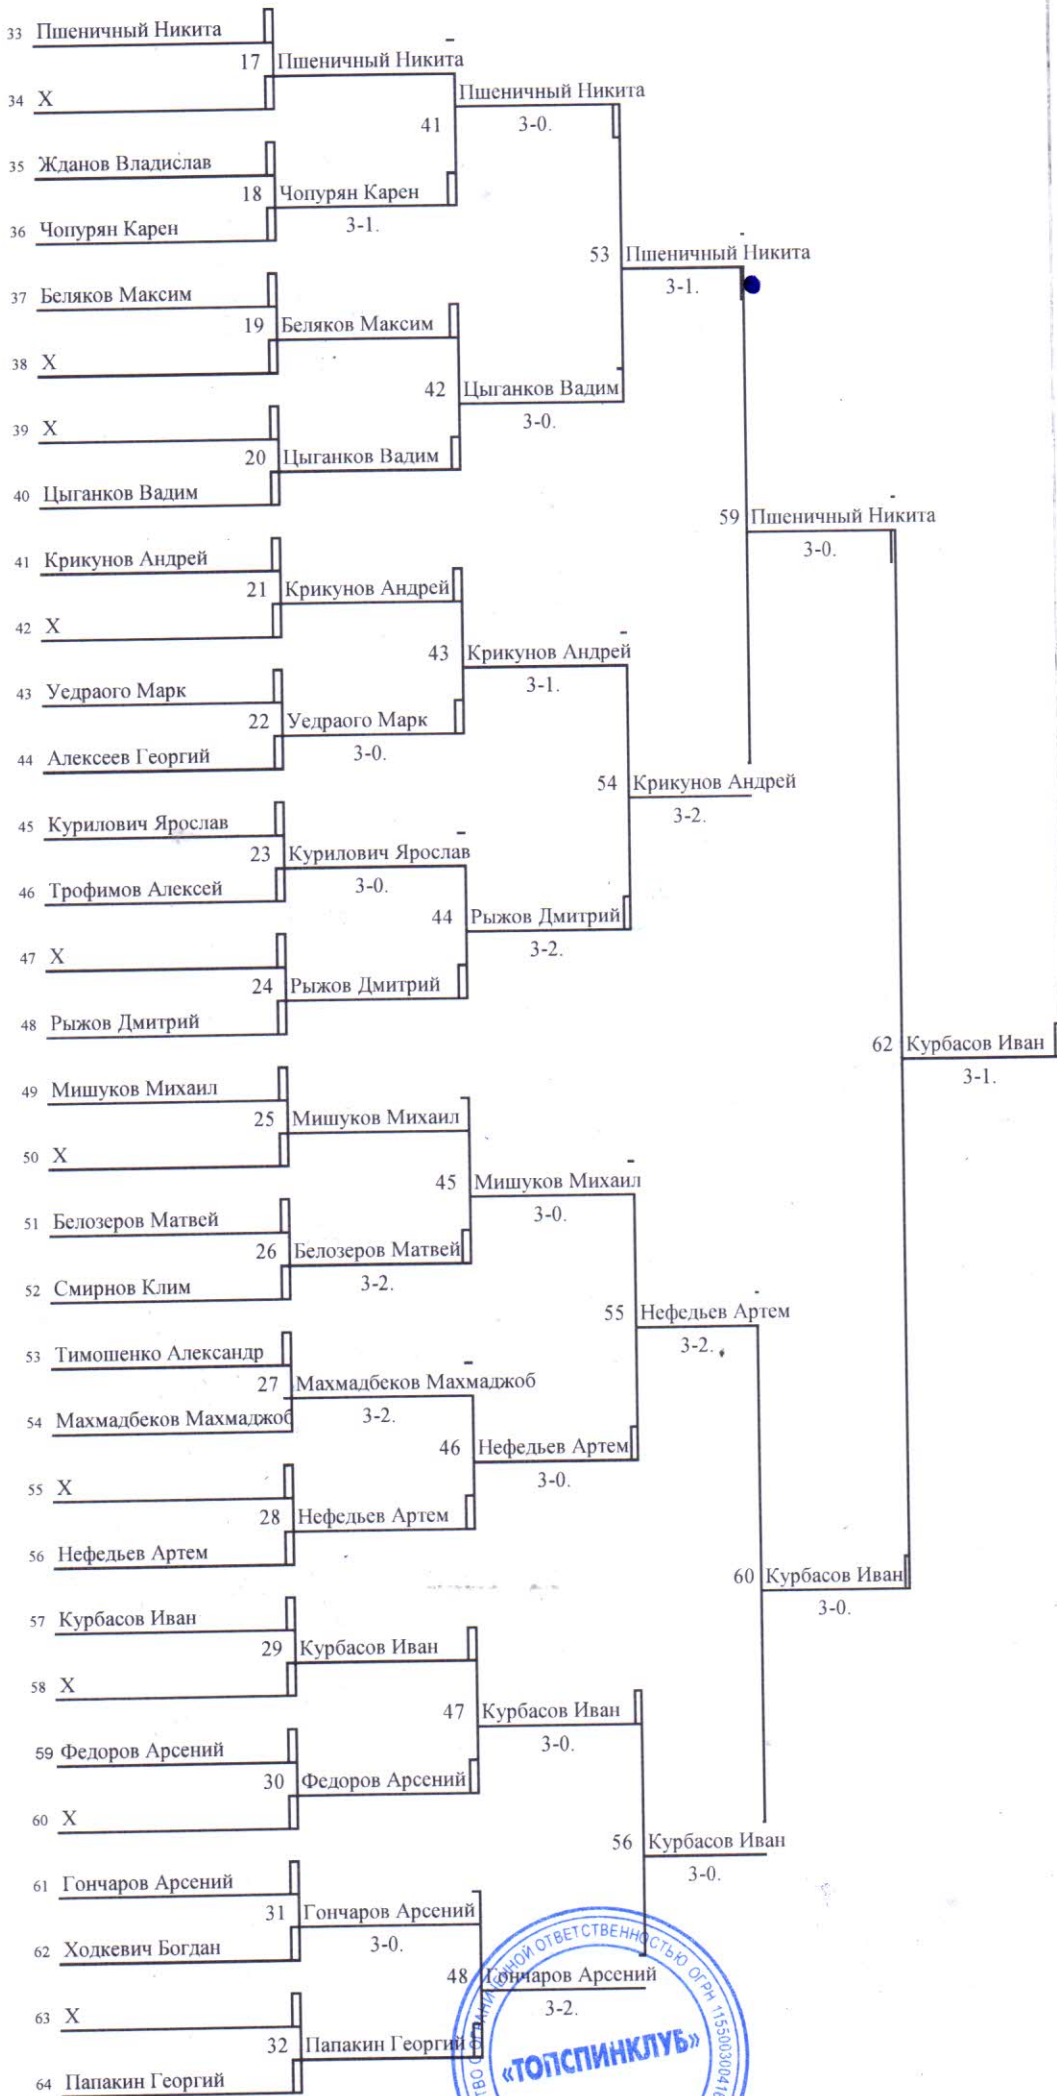 33 Пшеничный Никита
17 Пшеничный Никита
34 X
Пшеничный Никита
41 3-0.
35 Жданов Владислав
18 Чопурян Карен
3-1.
36 Чопурян Карен
53 Пшеничный Никита
3-1.
37 Беляков Максим
19 Беляков Максим
38 X
42 Цыганков Вадим
3-0.
39 X
20 Цыганков Вадим
40 Цыганков Вадим
59 Пшеничный Никита
3-0.
41 Крикунов Андрей
21 Крикунов Андрей
42 X
43 Крикунов Андрей
3-1.
43 Уедраого Марк
22 Уедраого Марк
3-0.
44 Алексеев Георгий
54 Крикунов Андрей
3-2.
45 Курилович Ярослав
23 Курилович Ярослав
3-0.
46 Трофимов Алексей
44 Рыжов Дмитрий
3-2.
47 X
24 Рыжов Дмитрий
48 Рыжов Дмитрий
62 Курбасов Иван
3-1.
49 Мишуков Михаил
25 Мишуков Михаил
50 X
45 Мишуков Михаил
3-0.
51 Белозеров Матвей
26 Белозеров Матвей
3-2.
52 Смирнов Клим
55 Нефедьев Артем
3-2.
53 Тимошенко Александр
27 Махмадбеков Махмаджоб
3-2.
54 Махмадбеков Махмаджоб
46 Нефедьев Артем
3-0.
55 X
28 Нефедьев Артем
56 Нефедьев Артем
60 Курбасов Иван
3-0.
57 Курбасов Иван
29 Курбасов Иван
58 X
47 Курбасов Иван
3-0.
59 Федоров Арсений
30 Федоров Арсений
60 X
56 Курбасов Иван
3-0.
61 Гончаров Арсений
31 Гончаров Арсений
3-0.
62 Ходкевич Богдан
48 Гончаров Арсений
3-2.
63 X
32 Папакин Георгий
64 Папакин Георгий
ОГРАНИЧЕННОЙ ОТВЕТСТВЕННОСТЬЮ ОГРН
«ТОПСПИНКЛУБ»